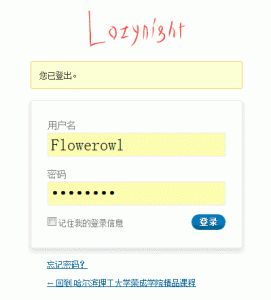 Lozynight
您已登出。
用户名
Flowerowl
密码
••••••••
记住我的登录信息
登录
忘记密码？
← 回到 哈尔滨理工大学荣成学院精品课程